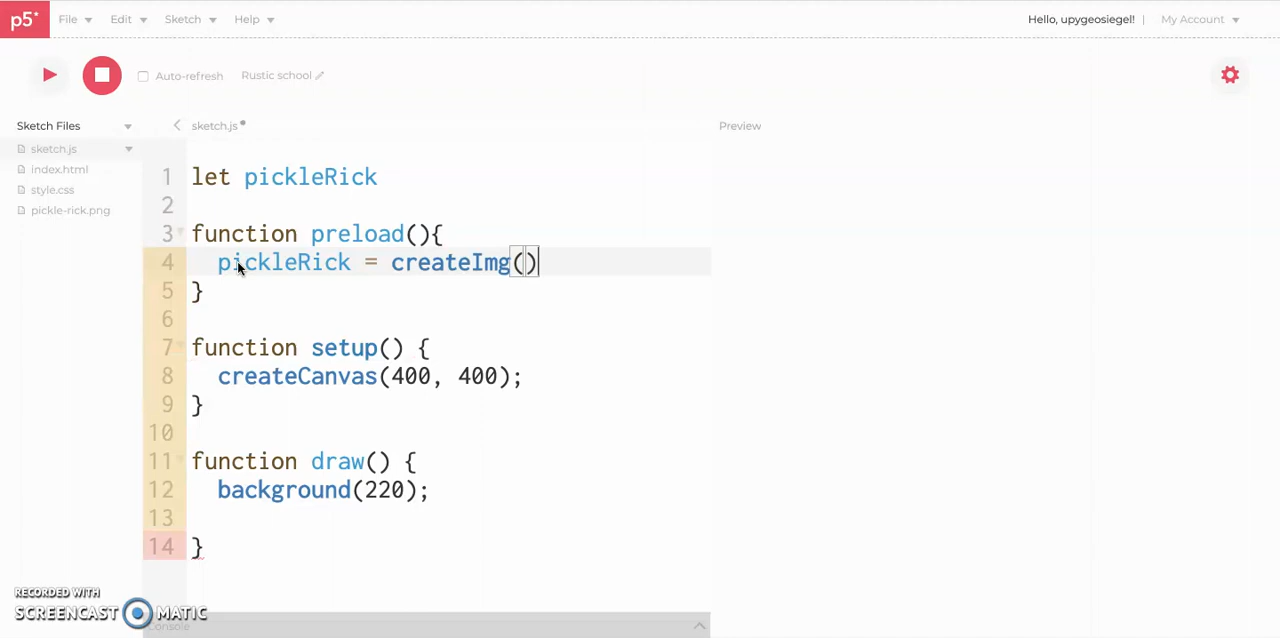 p5* File Edit Sketch Help Hello, upygeosiegel! | My Account
Auto-refresh Rustic school
Sketch Files sketch.js Preview
sketch.js
index.html
style.css
pickle-rick.png
1 let pickleRick
2
3 function preload(){
4 pickleRick = createImg()
5 }
6
7 function setup() {
8 createCanvas(400, 400);
9 }
10
11 function draw() {
12 background(220);
13
14 }
RECORDED WITH
SCREENCAST MATIC
Console